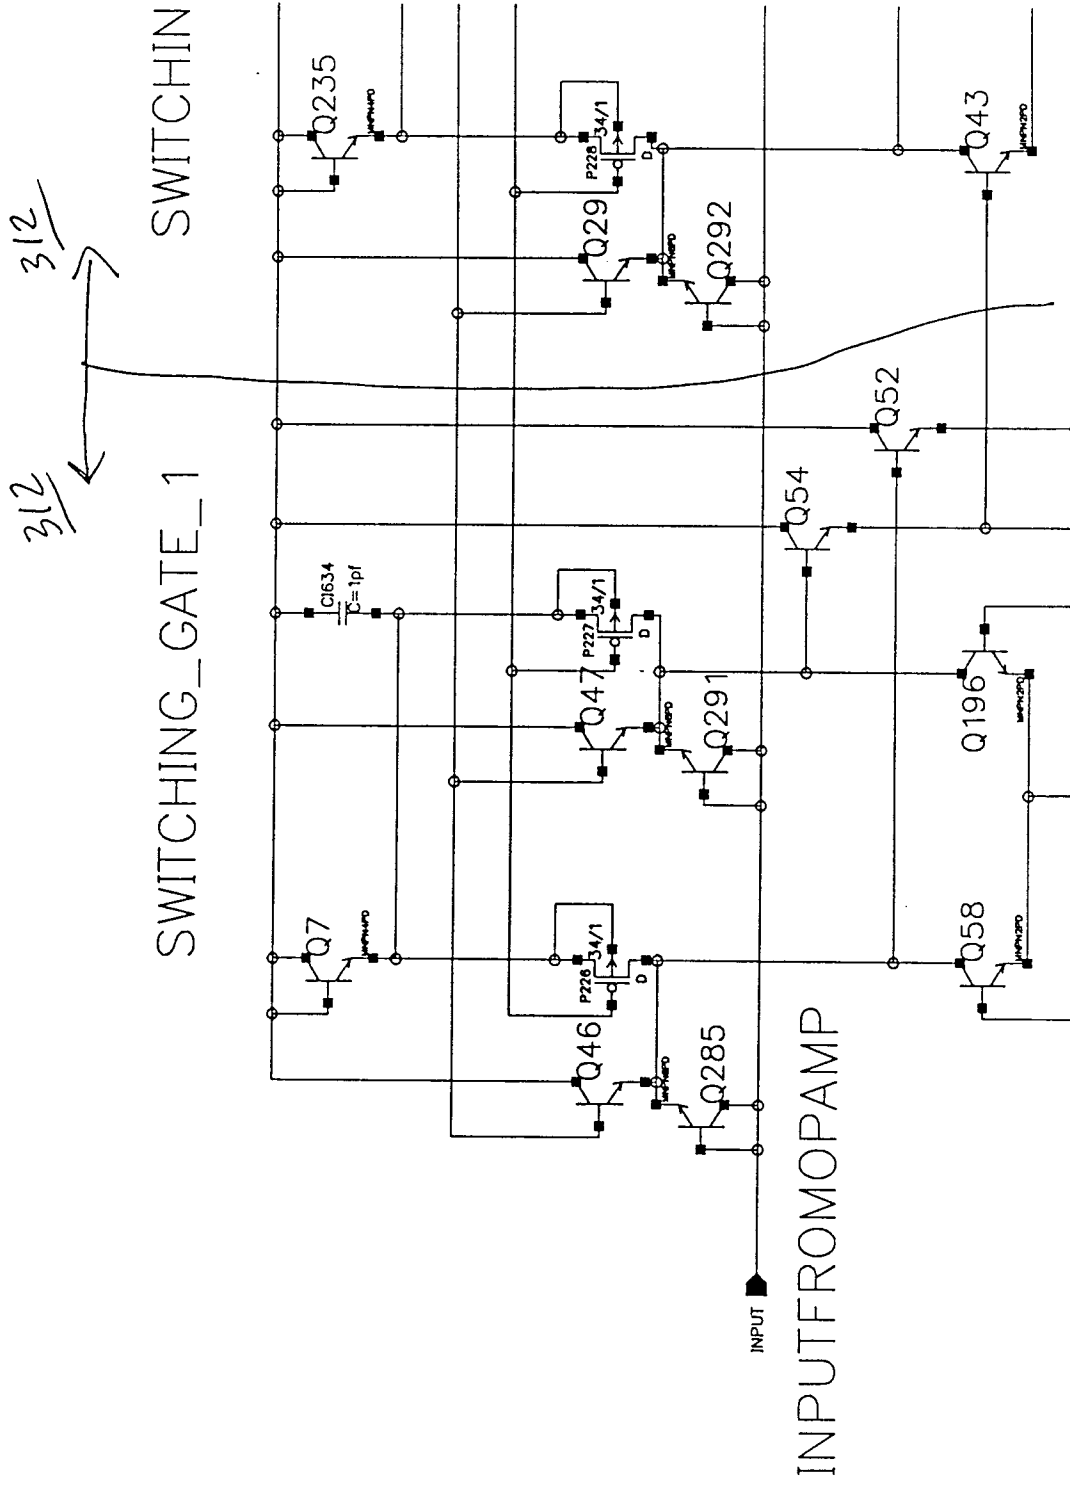 312
312
SWITCHING_GATE_1
SWITCHIN
Q7
C1634
C=1pf
Q235
Q46
P226
34/1
D
Q47
P227
34/1
D
Q29
P228
34/1
D
Q285
Q291
Q292
INPUT
INPUTFROMOPAMP
Q54
Q52
Q58
Q196
Q43